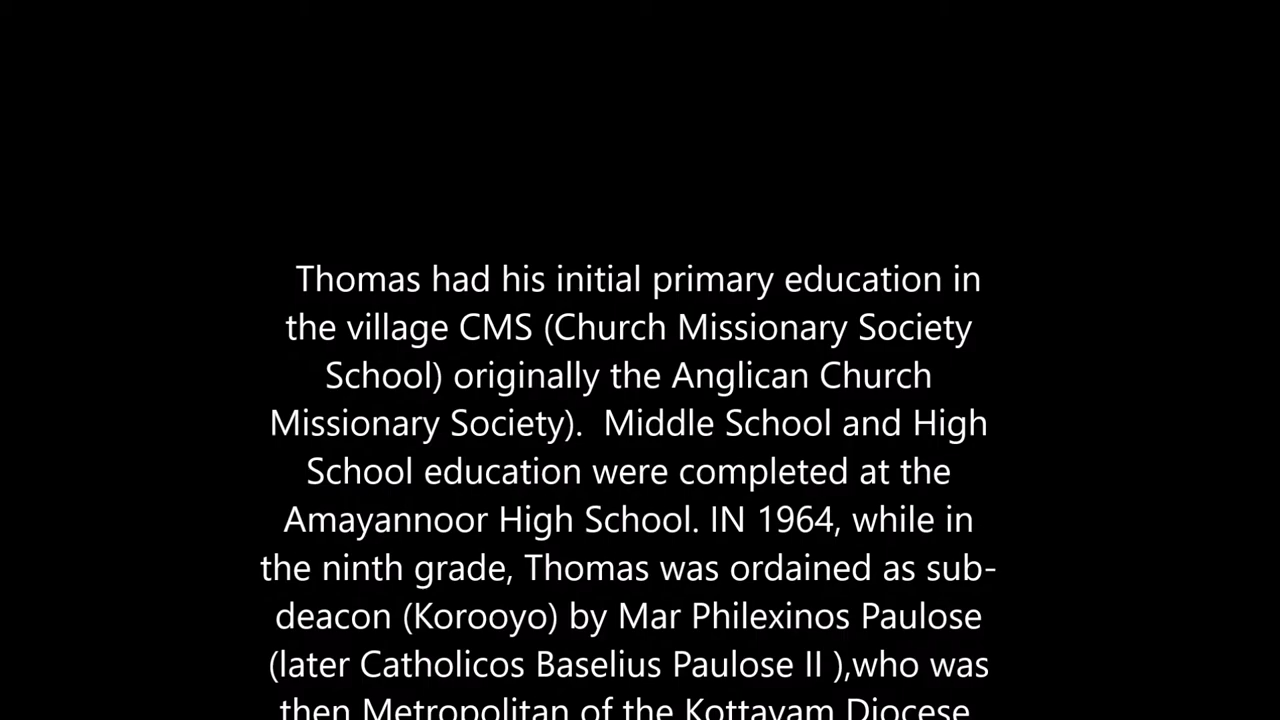 Thomas had his initial primary education in
the village CMS (Church Missionary Society
School) originally the Anglican Church
Missionary Society).  Middle School and High
School education were completed at the
Amayannoor High School. IN 1964, while in
the ninth grade, Thomas was ordained as sub-
deacon (Korooyo) by Mar Philexinos Paulose
(later Catholicos Baselius Paulose II ),who was
then Metropolitan of the Kottayam Diocese